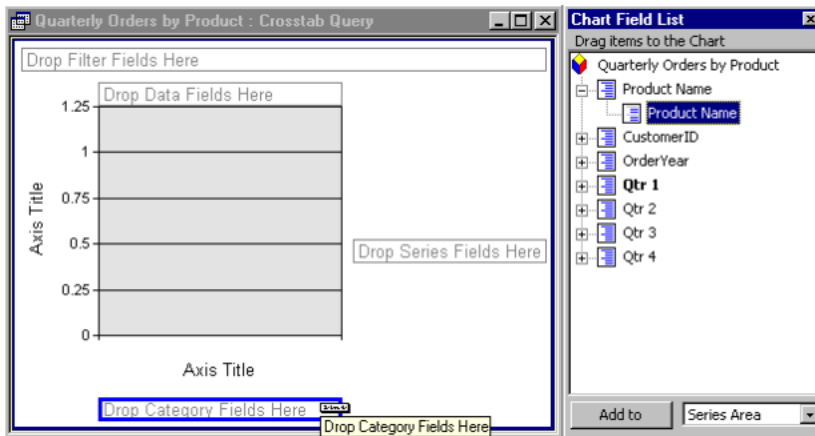 Quarterly Orders by Product : Crosstab Query
Drop Filter Fields Here
Drop Data Fields Here
1.25
1
0.75
0.5
0.25
0
Axis Title
Drop Series Fields Here
Axis Title
Drop Category Fields Here
Drop Category Fields Here
Chart Field List
Drag items to the Chart
Quarterly Orders by Product
Product Name
Product Name
CustomerID
OrderYear
Qtr 1
Qtr 2
Qtr 3
Qtr 4
Add to
Series Area